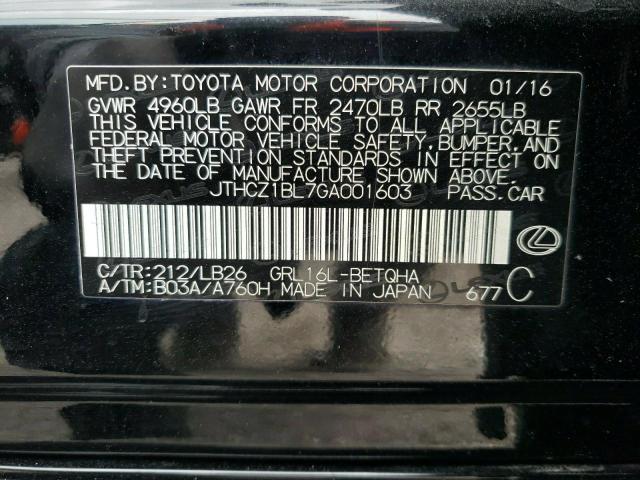 MFD.BY:TOYOTA MOTOR CORPORATION 01/16
GVWR 4960LB GAWR FR 2470LB RR 2655LB
THIS VEHICLE CONFORMS TO ALL APPLICABLE
FEDERAL MOTOR VEHICLE SAFETY,BUMPER,AND
THEFT PREVENTION STANDARDS IN EFFECT ON
THE DATE OF MANUFACTURE SHOWN ABOVE.
JTHCZ1BL7GA001603 PASS.CAR
C/TR:212/LB26 GRL16L-BETQHA
A/TM:B03A/A760H MADE IN JAPAN 677 C